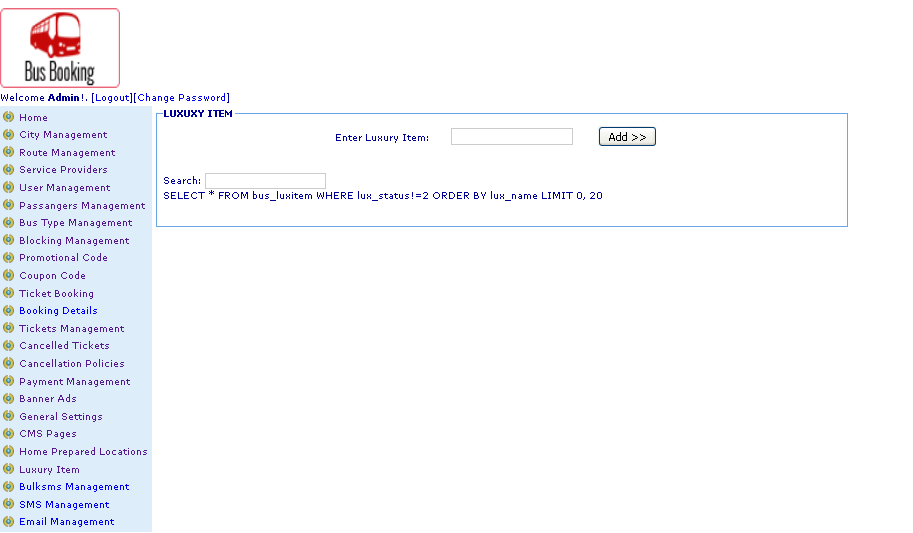 Bus Booking
Welcome Admin!. [Logout][Change Password]
Home
City Management
Route Management
Service Providers
User Management
Passangers Management
Bus Type Management
Blocking Management
Promotional Code
Coupon Code
Ticket Booking
Booking Details
Tickets Management
Cancelled Tickets
Cancellation Policies
Payment Management
Banner Ads
General Settings
CMS Pages
Home Prepared Locations
Luxury Item
Bulksms Management
SMS Management
Email Management
LUXUXY ITEM
Enter Luxury Item: Add >>
Search:
SELECT * FROM bus_luxitem WHERE lux_status!=2 ORDER BY lux_name LIMIT 0, 20